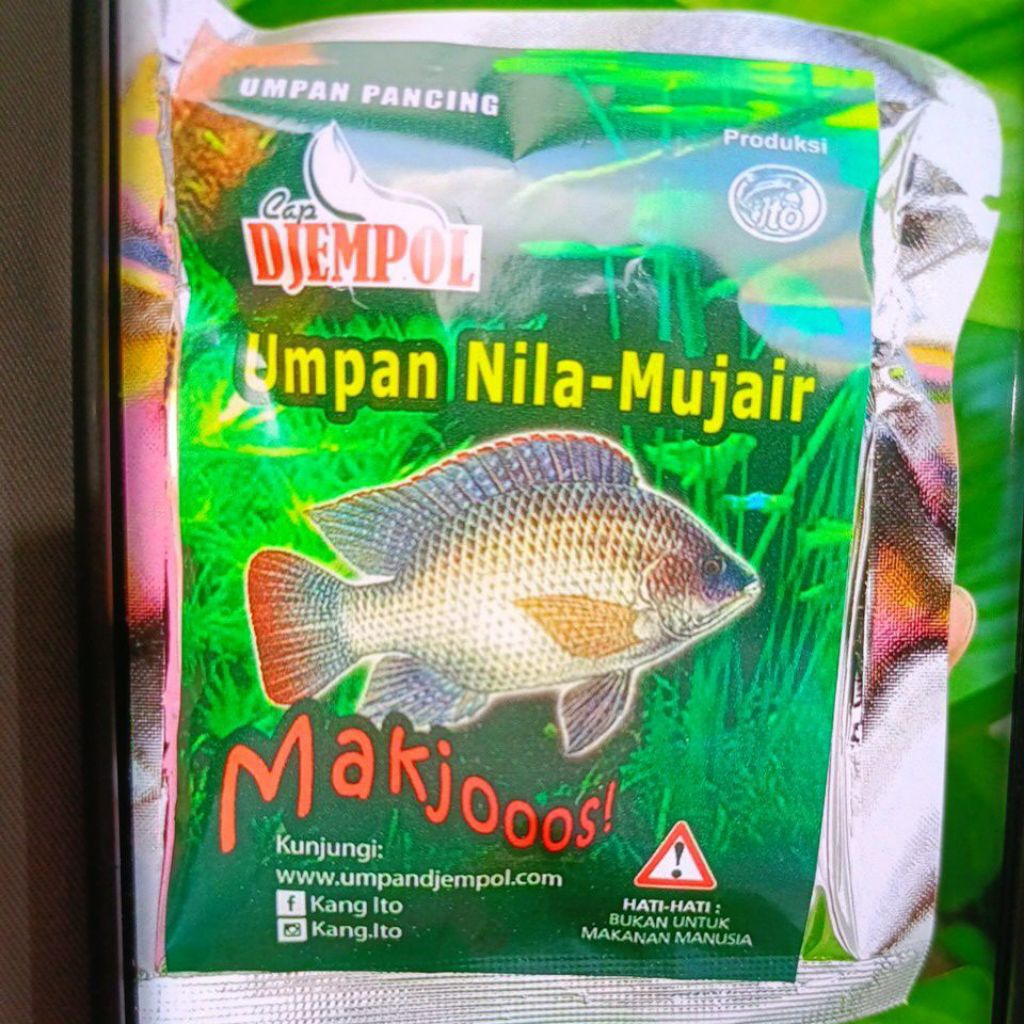 UMPAN PANCING
Produksi
Ito
Cap
DJEMPOL
Umpan Nila-Mujair
Makjooos!
Kunjungi:
www.umpandjempol.com
Kang Ito
Kang.Ito
HATI-HATI :
BUKAN UNTUK
MAKANAN MANUSIA